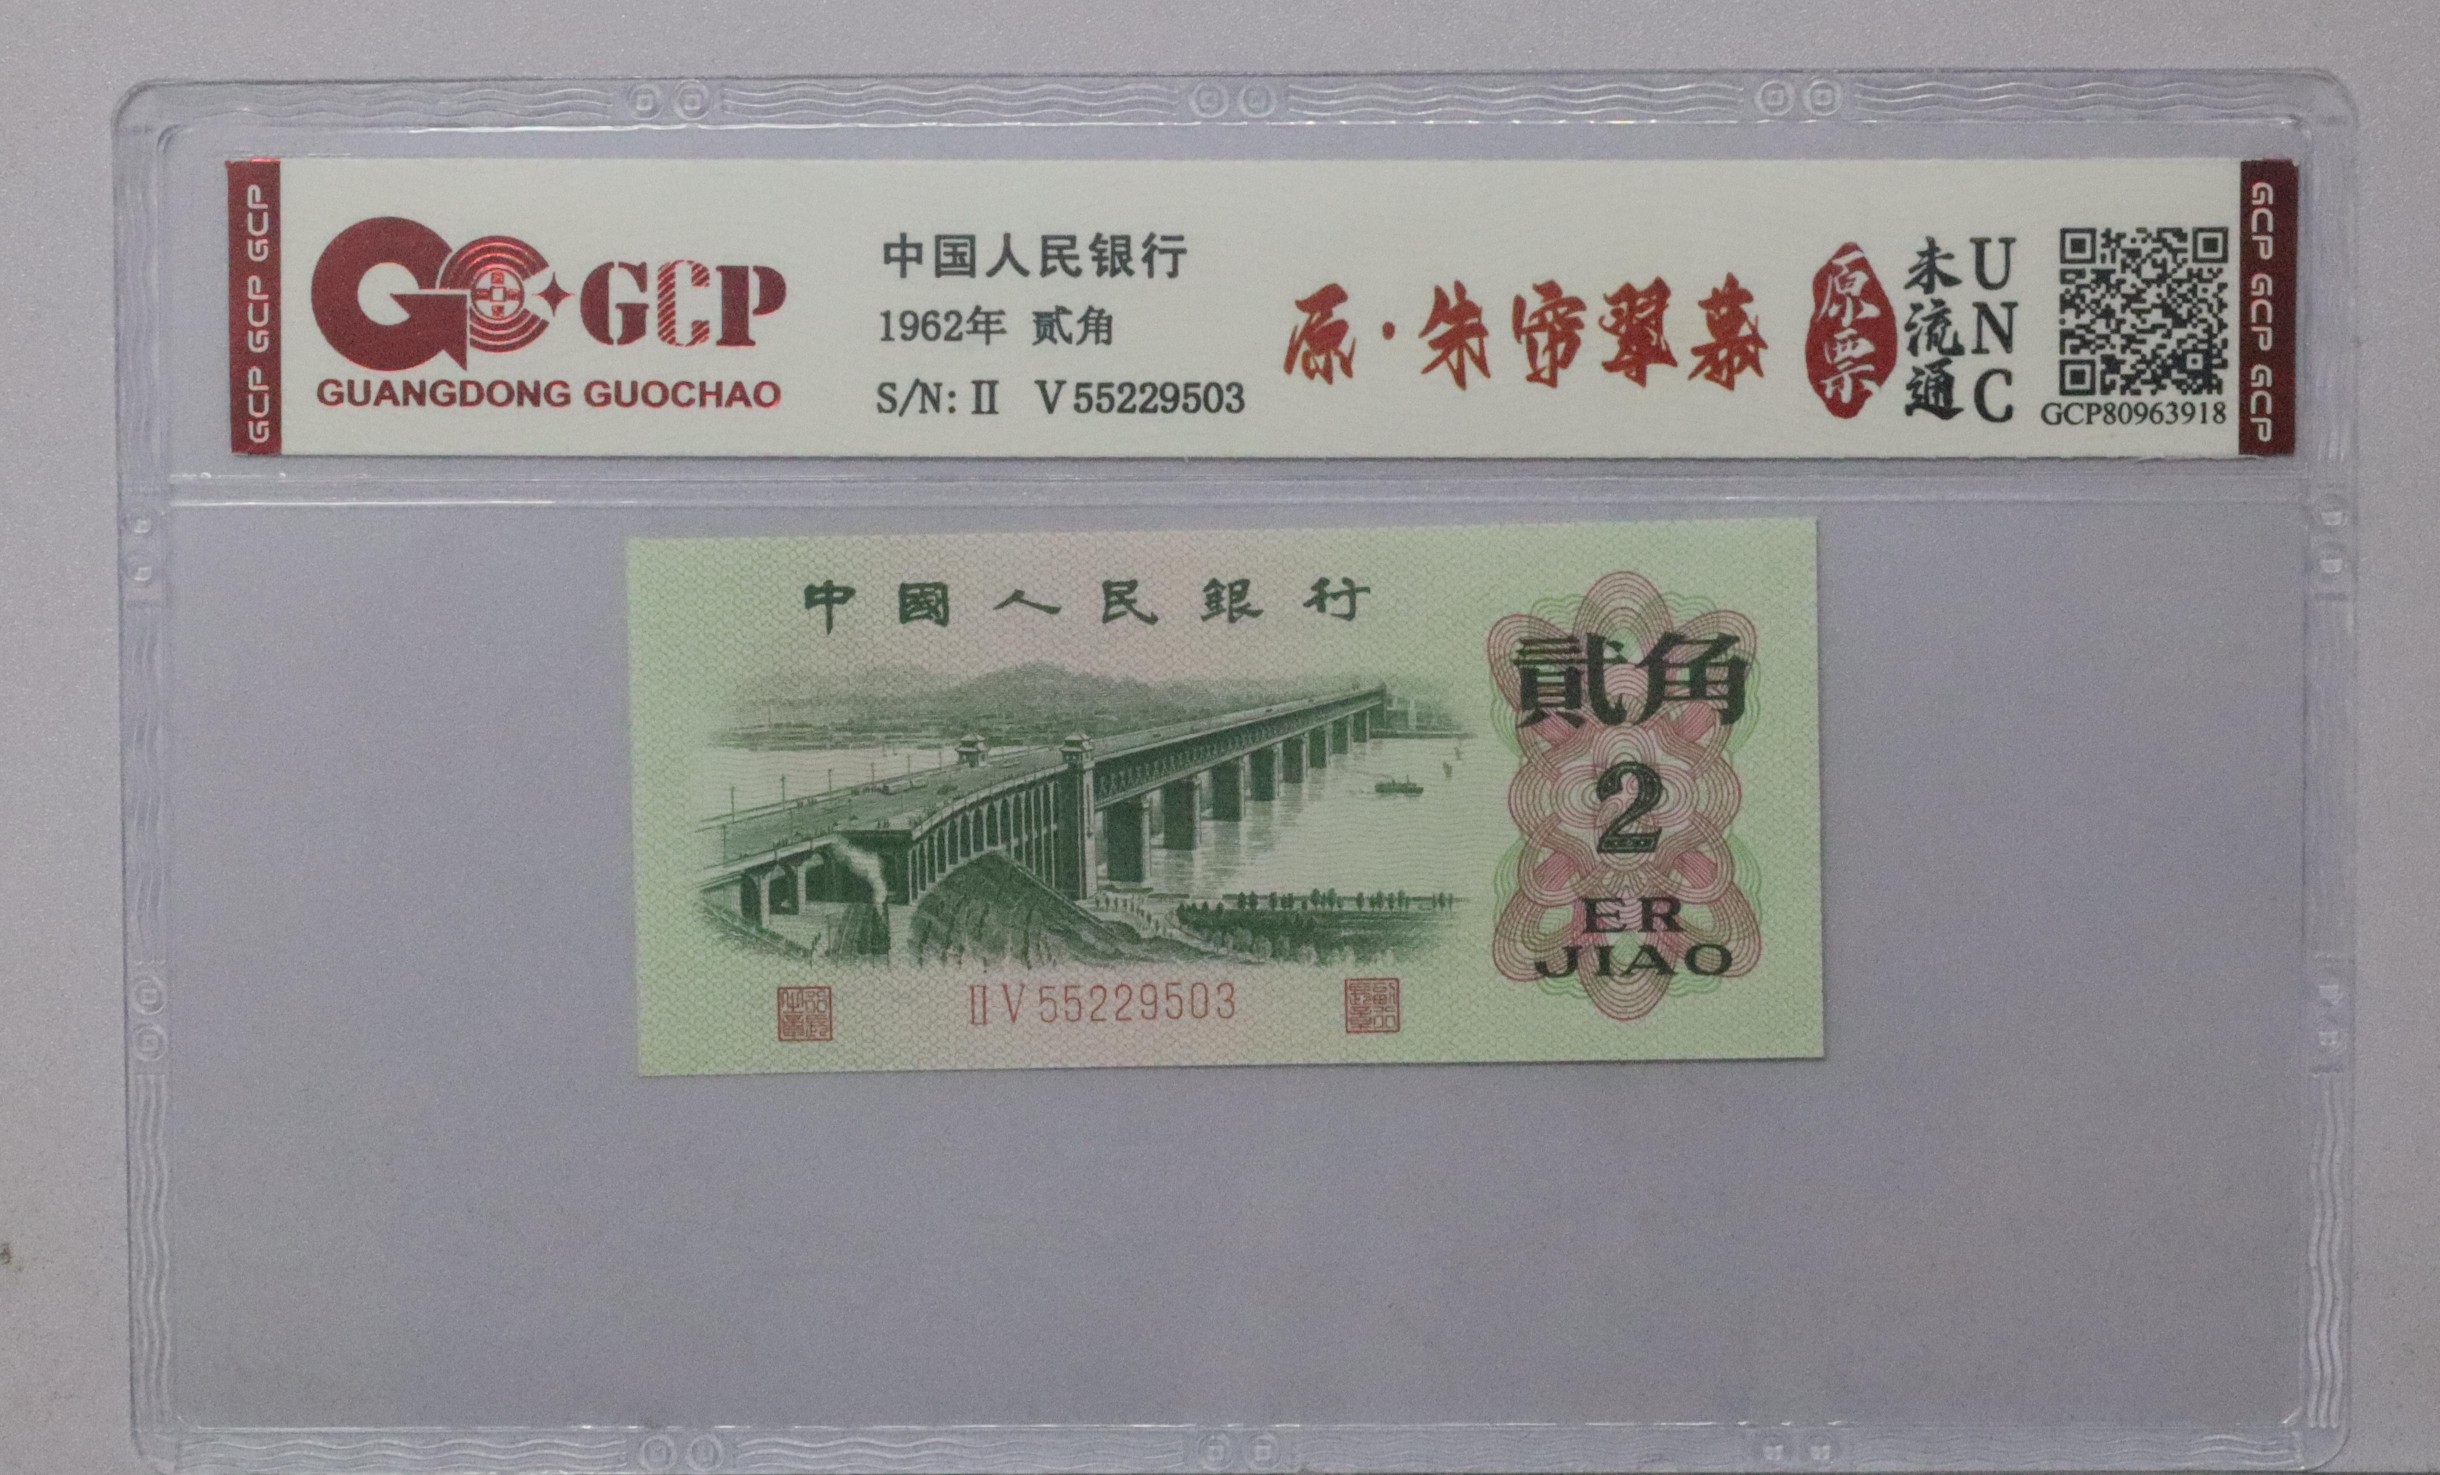 GCP GCP GCP
GCP
GUANGDONG GUOCHAO
中国人民银行
1962年 贰角
S/N: II V55229503
原·朱帘翠幕
原票
未流通
UNC
GCP80963918
GCP GCP GCP
中國人民銀行
貳角
2
ER
JIAO
II V 55229503